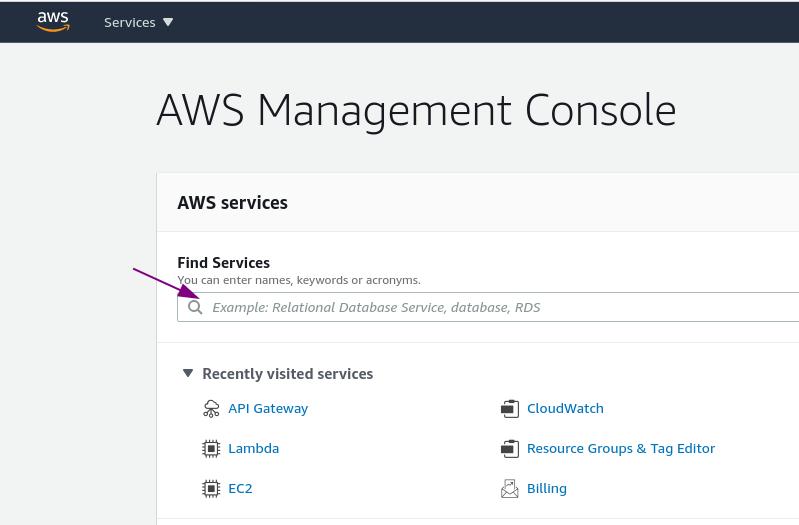 aws Services
AWS Management Console
AWS services
Find Services
You can enter names, keywords or acronyms.
Example: Relational Database Service, database, RDS
Recently visited services
API Gateway
CloudWatch
Lambda
Resource Groups & Tag Editor
EC2
Billing